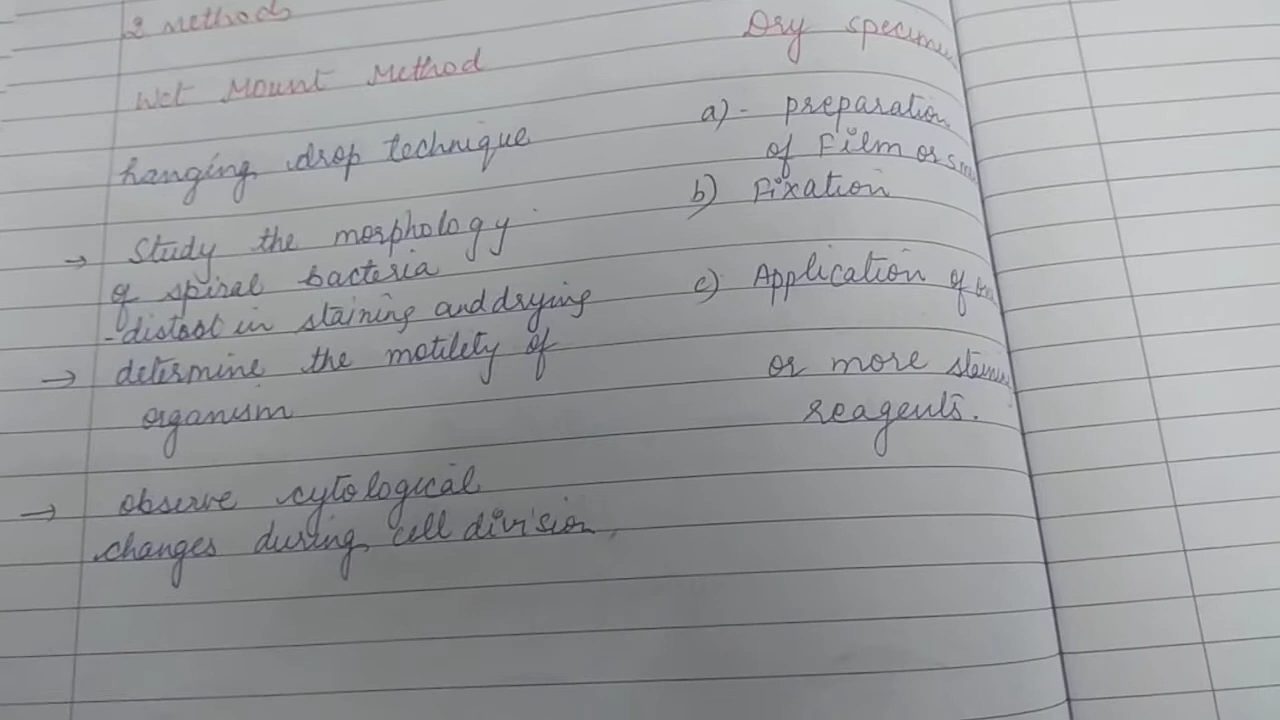 2 Methods
Wet Mount Method
hanging drop technique
→ Study the morphology
of spiral bacteria
- distost in staining and drying
→ determine the motility of
organism
→ observe cytological
changes during cell division
Dry
a) - preparation
of Film or
b) Fixation
c) Application of
or more
reagents.